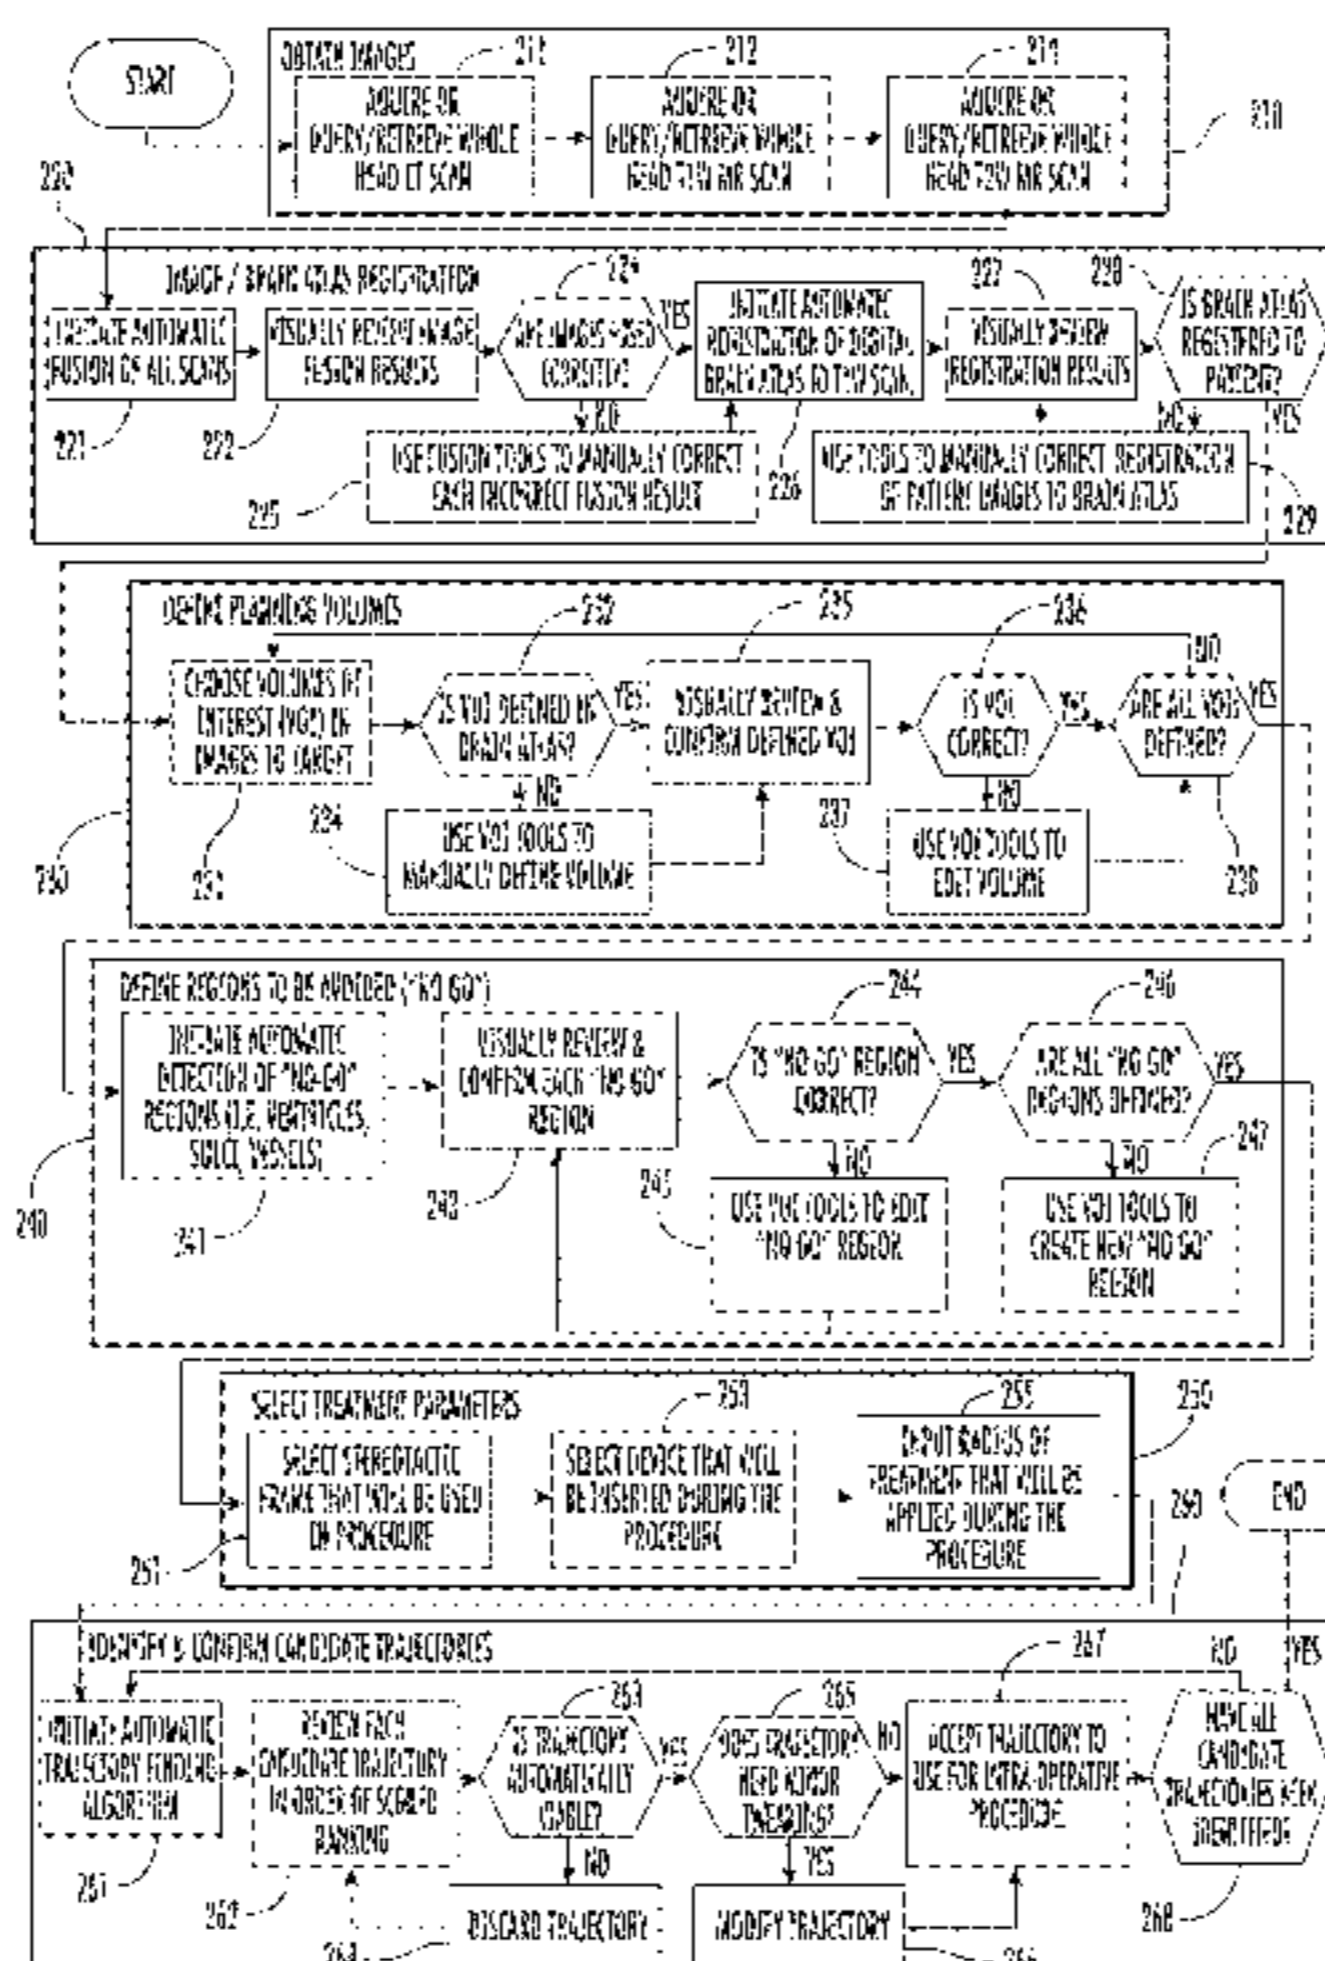 START
OBTAIN IMAGES
212
ACQUIRE OR
QUERY/RETRIEVE WHOLE
HEAD CT SCAN
ACQUIRE OR
QUERY/RETRIEVE WHOLE
HEAD T1W MR SCAN
214
ACQUIRE OR
QUERY/RETRIEVE WHOLE
HEAD T2W MR SCAN
210
220
IMAGE / BRAIN ATLAS REGISTRATION
INITIATE AUTOMATIC
FUSION OF ALL SCANS
221
VISUALLY REVIEW IMAGE
FUSION RESULTS
222
224
ARE IMAGES FUSED
CORRECTLY?
YES
NO
USE FUSION TOOLS TO MANUALLY CORRECT
EACH INCORRECT FUSION RESULT
225
INITIATE AUTOMATIC
REGISTRATION OF DIGITAL
BRAIN ATLAS TO T1W SCAN
226
227
VISUALLY REVIEW
REGISTRATION RESULTS
228
IS BRAIN ATLAS
REGISTERED TO
PATIENT?
NO
YES
USE TOOLS TO MANUALLY CORRECT REGISTRATION
OF PATIENT IMAGES TO BRAIN ATLAS
229
DEFINE PLANNING VOLUMES
230
CHOOSE VOLUMES OF
INTEREST (VOI) IN
IMAGES TO TARGET
232
IS VOI DEFINED IN
BRAIN ATLAS?
YES
NO
234
USE VOI TOOLS TO
MANUALLY DEFINE VOLUME
235
VISUALLY REVIEW &
CONFIRM DEFINED VOI
236
IS VOI
CORRECT?
YES
NO
237
USE VOI TOOLS TO
EDIT VOLUME
NO
ARE ALL VOIS
DEFINED?
YES
238
DEFINE REGIONS TO BE AVOIDED ("NO GO")
240
INITIATE AUTOMATIC
DETECTION OF "NO-GO"
REGIONS (I.E. VENTRICLES,
SULCI, VESSELS)
241
VISUALLY REVIEW &
CONFIRM EACH "NO GO"
REGION
244
IS "NO GO" REGION
CORRECT?
YES
NO
245
USE VOI TOOLS TO EDIT
"NO GO" REGION
246
ARE ALL "NO GO"
REGIONS DEFINED?
YES
NO
247
USE VOI TOOLS TO
CREATE NEW "NO GO"
REGION
SELECT TREATMENT PARAMETERS
250
SELECT STEREOTACTIC
FRAME THAT WILL BE USED
IN PROCEDURE
253
SELECT DEVICE THAT WILL
BE INSERTED DURING THE
PROCEDURE
255
INPUT RADIUS OF
TREATMENT THAT WILL BE
APPLIED DURING THE
PROCEDURE
260
END
IDENTIFY & CONFIRM CANDIDATE TRAJECTORIES
INITIATE AUTOMATIC
TRAJECTORY FINDING
ALGORITHM
261
REVIEW EACH
CANDIDATE TRAJECTORY
IN ORDER OF SCORED
RANKING
262
263
IS TRAJECTORY
AUTOMATICALLY
USABLE?
YES
NO
DISCARD TRAJECTORY
264
265
DOES TRAJECTORY
NEED MINOR
TWEAKING?
NO
YES
MODIFY TRAJECTORY
266
267
ACCEPT TRAJECTORY TO
USE FOR INTRA-OPERATIVE
PROCEDURE
NO
YES
HAVE ALL
CANDIDATE
TRAJECTORIES BEEN
IDENTIFIED?
268